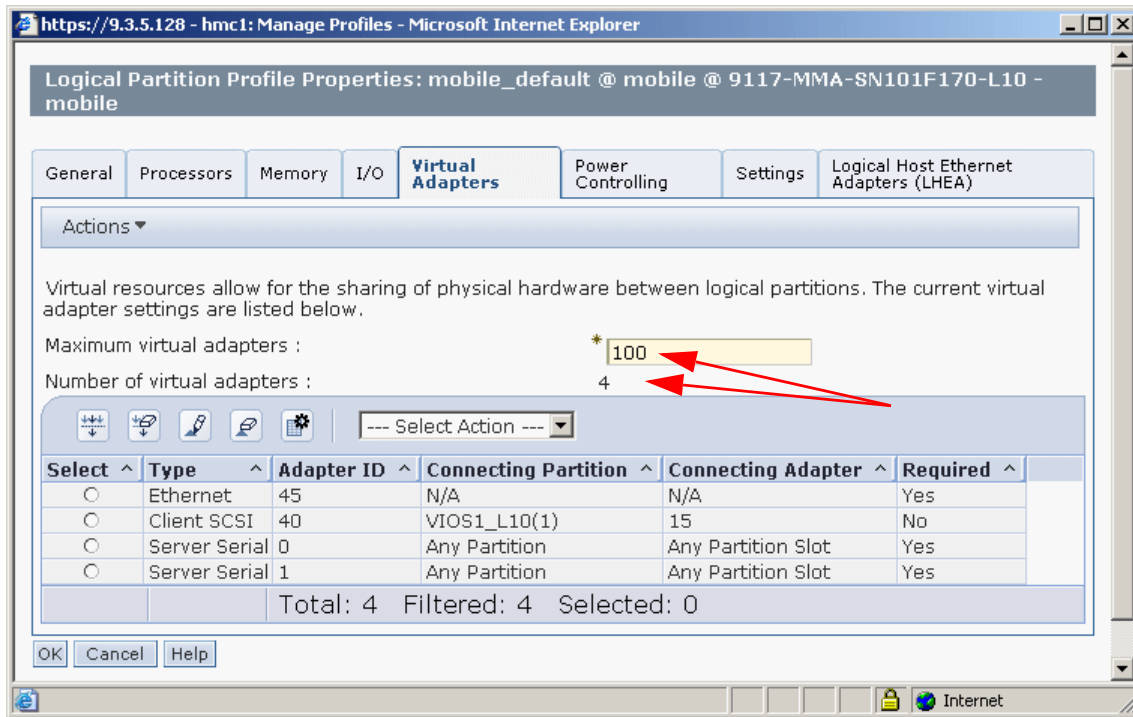 https://9.3.5.128 - hmc1: Manage Profiles - Microsoft Internet Explorer
Logical Partition Profile Properties: mobile_default @ mobile @ 9117-MMA-SN101F170-L10 -
mobile
General Processors Memory I/O Virtual Adapters Power Controlling Settings Logical Host Ethernet Adapters (LHEA)
Actions
Virtual resources allow for the sharing of physical hardware between logical partitions. The current virtual
adapter settings are listed below.
Maximum virtual adapters : * 100
Number of virtual adapters : 4
--- Select Action ---
Select ^ Type ^ Adapter ID ^ Connecting Partition ^ Connecting Adapter ^ Required ^
Ethernet 45 N/A N/A Yes
Client SCSI 40 VIOS1_L10(1) 15 No
Server Serial 0 Any Partition Any Partition Slot Yes
Server Serial 1 Any Partition Any Partition Slot Yes
Total: 4 Filtered: 4 Selected: 0
OK Cancel Help
Internet